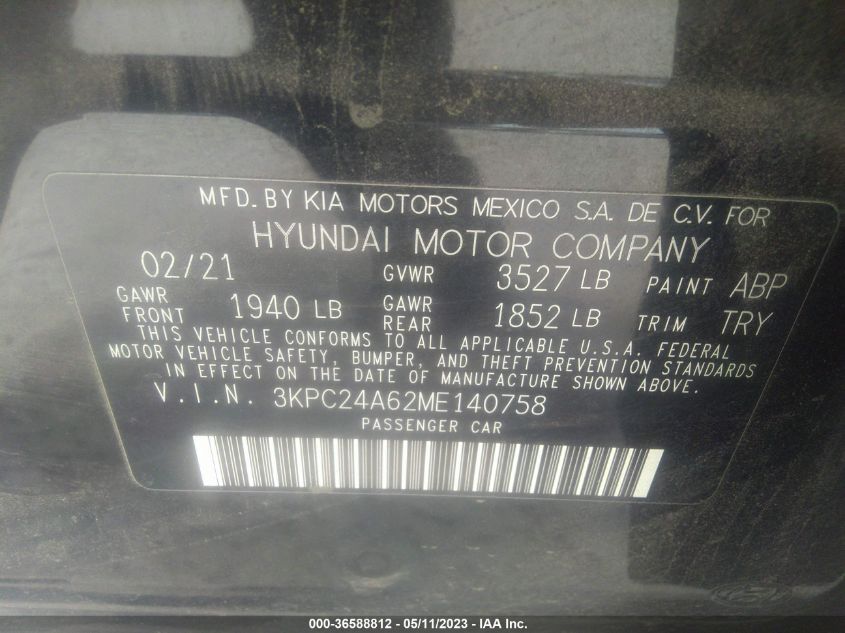 MFD. BY KIA MOTORS MEXICO S.A. DE C.V. FOR
HYUNDAI MOTOR COMPANY
02/21 GVWR 3527 LB PAINT ABP
GAWR FRONT 1940 LB GAWR REAR 1852 LB TRIM TRY
THIS VEHICLE CONFORMS TO ALL APPLICABLE U.S.A. FEDERAL
MOTOR VEHICLE SAFETY, BUMPER, AND THEFT PREVENTION STANDARDS
IN EFFECT ON THE DATE OF MANUFACTURE SHOWN ABOVE.
V.I.N. 3KPC24A62ME140758
PASSENGER CAR
000-36588812 - 05/11/2023 - IAA Inc.